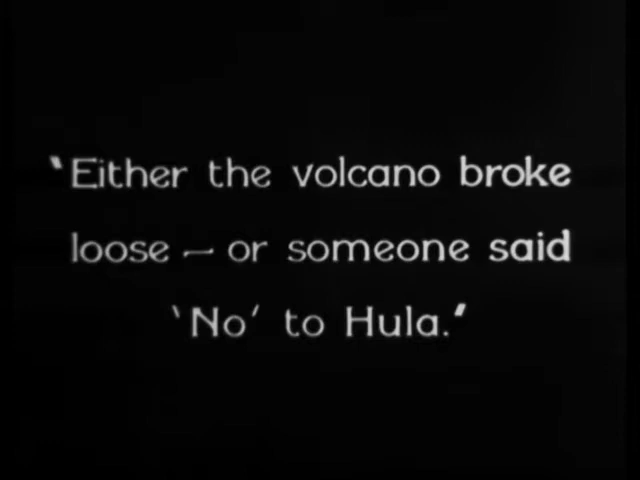 "Either the volcano broke
loose — or someone said
'No' to Hula."